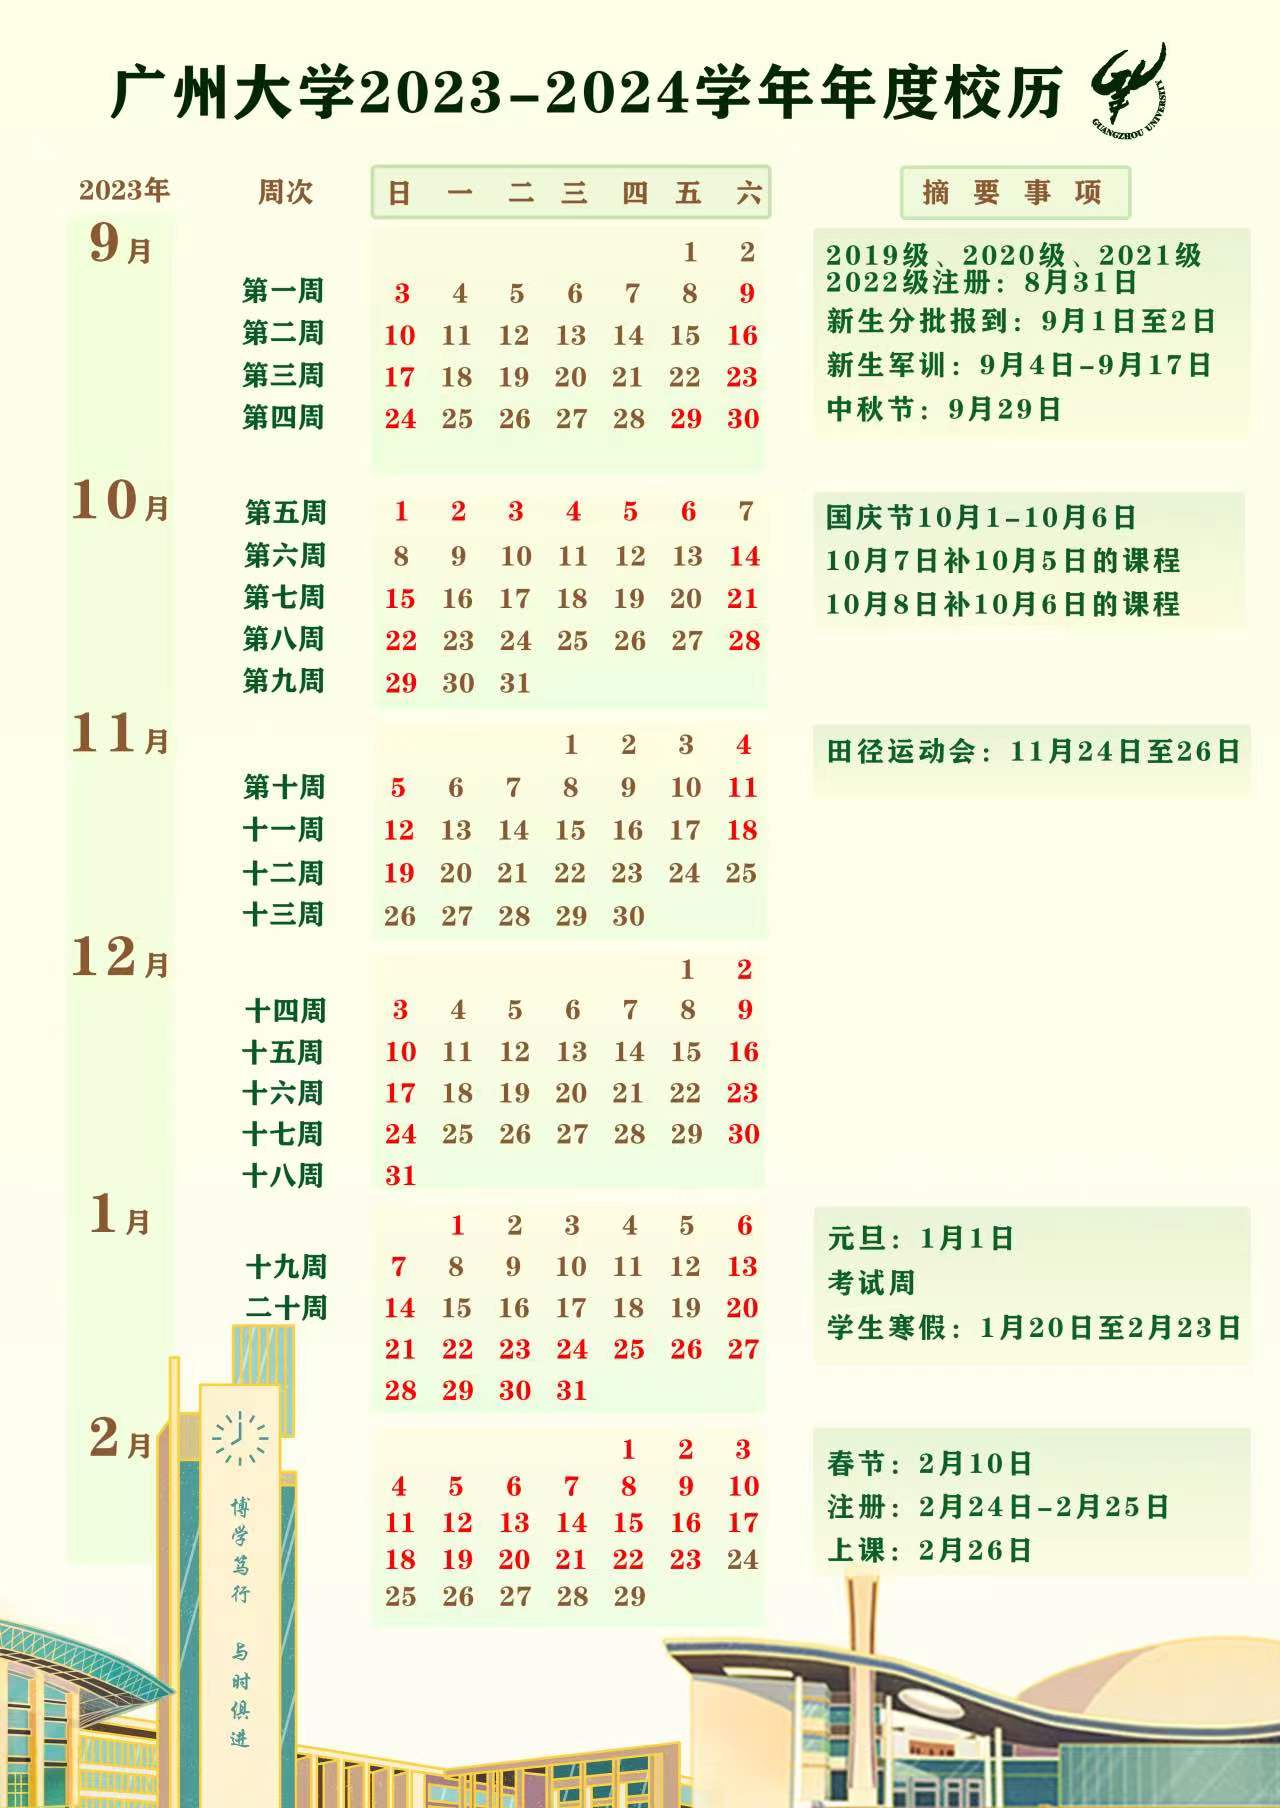 广州大学2023-2024学年年度校历
GUANGZHOU UNIVERSITY
2023年 周次 日 一 二 三 四 五 六 摘要事项
9月
1 2
第一周 3 4 5 6 7 8 9
第二周 10 11 12 13 14 15 16
第三周 17 18 19 20 21 22 23
第四周 24 25 26 27 28 29 30
2019级、2020级、2021级
2022级注册：8月31日
新生分批报到：9月1日至2日
新生军训：9月4日-9月17日
中秋节：9月29日
10月
第五周 1 2 3 4 5 6 7
第六周 8 9 10 11 12 13 14
第七周 15 16 17 18 19 20 21
第八周 22 23 24 25 26 27 28
第九周 29 30 31
国庆节10月1-10月6日
10月7日补10月5日的课程
10月8日补10月6日的课程
11月
1 2 3 4
第十周 5 6 7 8 9 10 11
十一周 12 13 14 15 16 17 18
十二周 19 20 21 22 23 24 25
十三周 26 27 28 29 30
田径运动会：11月24日至26日
12月
1 2
十四周 3 4 5 6 7 8 9
十五周 10 11 12 13 14 15 16
十六周 17 18 19 20 21 22 23
十七周 24 25 26 27 28 29 30
十八周 31
1月
1 2 3 4 5 6
十九周 7 8 9 10 11 12 13
二十周 14 15 16 17 18 19 20
21 22 23 24 25 26 27
28 29 30 31
元旦：1月1日
考试周
学生寒假：1月20日至2月23日
2月
1 2 3
4 5 6 7 8 9 10
11 12 13 14 15 16 17
18 19 20 21 22 23 24
25 26 27 28 29
春节：2月10日
注册：2月24日-2月25日
上课：2月26日
博学笃行 与时俱进